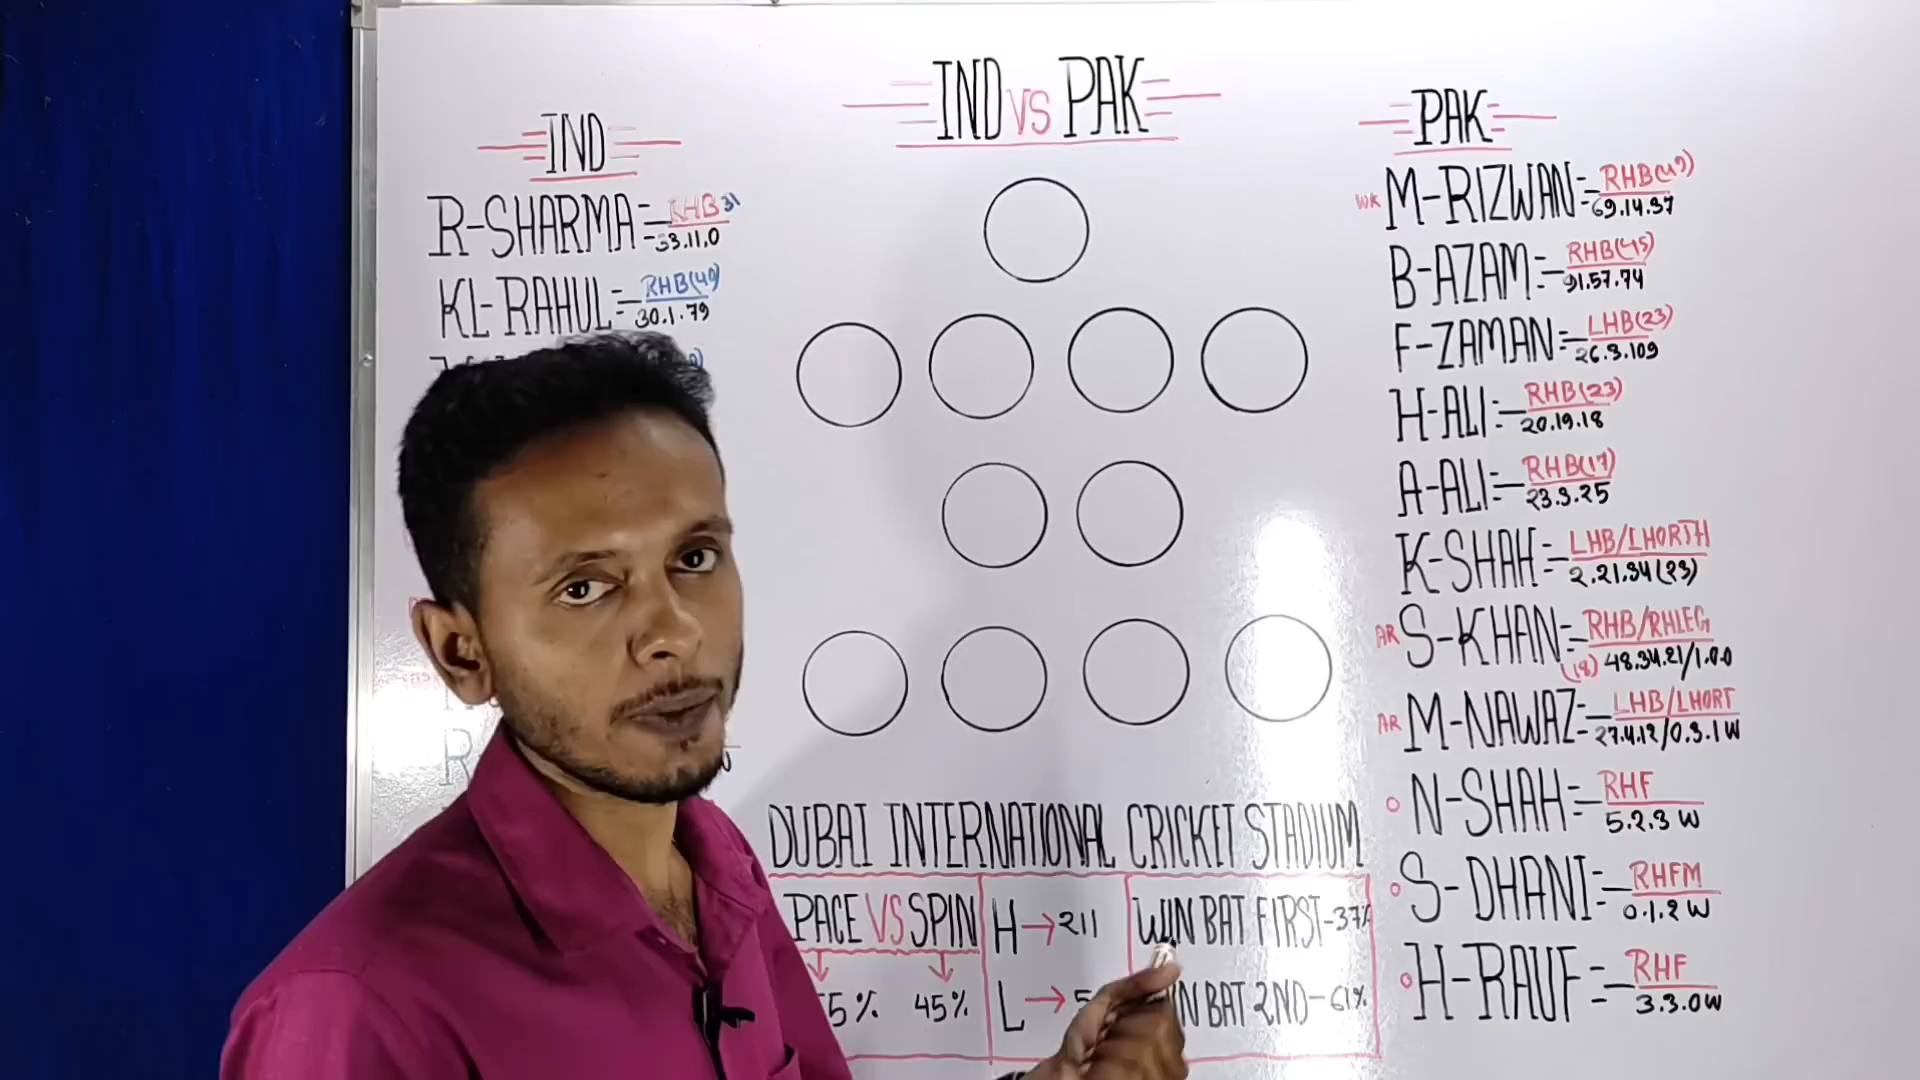 IND VS PAK
IND
R-SHARMA=RHB 31
33.11.0
KL-RAHUL=RHB(40)
30.1.79
PAK
WK M-RIZWAN=RHB(49)
69.14.37
B-AZAM=RHB(45)
91.57.74
F-ZAMAN=LHB(23)
26.3.109
H-ALI=RHB(23)
20.19.18
A-ALI=RHB(17)
23.3.25
K-SHAH=LHB/LHORTH
2.21.34(23)
AR S-KHAN=RHB/RHLEG
(18) 48.34.21/1.0.0
AR M-NAWAZ=LHB/LHORT
27.4.12/0.3.1W
N-SHAH=RHF
5.2.3 W
S-DHANI=RHFM
0.1.2 W
H-RAUF=RHF
3.3.0W
DUBAI INTERNATIONAL CRICKET STADIUM
PACE VS SPIN
5% 45%
H→211
L→5
WIN BAT FIRST-37%
BAT 2ND-61%